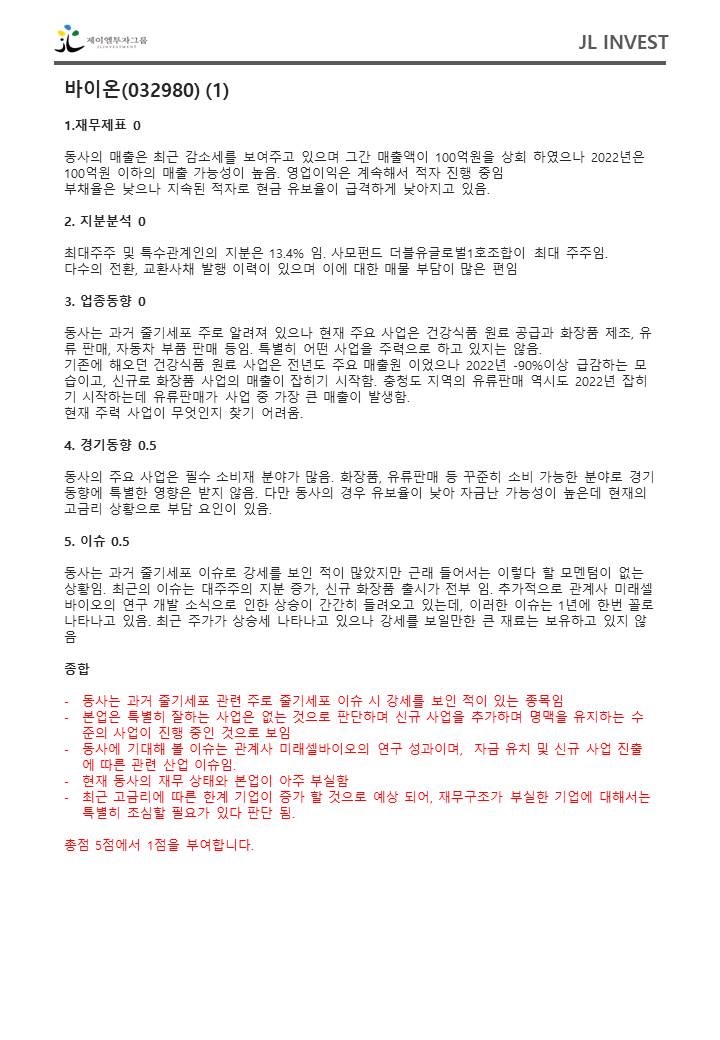 제이엘투자그룹
JL INVESTMENT
JL INVEST
바이온(032980) (1)
1.재무제표 0
동사의 매출은 최근 감소세를 보여주고 있으며 그간 매출액이 100억원을 상회 하였으나 2022년은
100억원 이하의 매출 가능성이 높음. 영업이익은 계속해서 적자 진행 중임
부채율은 낮으나 지속된 적자로 현금 유보율이 급격하게 낮아지고 있음.
2. 지분분석 0
최대주주 및 특수관계인의 지분은 13.4% 임. 사모펀드 더블유글로벌1호조합이 최대 주주임.
다수의 전환, 교환사채 발행 이력이 있으며 이에 대한 매물 부담이 많은 편임
3. 업종동향 0
동사는 과거 줄기세포 주로 알려져 있으나 현재 주요 사업은 건강식품 원료 공급과 화장품 제조, 유
류 판매, 자동차 부품 판매 등임. 특별히 어떤 사업을 주력으로 하고 있지는 않음.
기존에 해오던 건강식품 원료 사업은 전년도 주요 매출원 이었으나 2022년 -90%이상 급감하는 모
습이고, 신규로 화장품 사업의 매출이 잡히기 시작함. 충청도 지역의 유류판매 역시도 2022년 잡히
기 시작하는데 유류판매가 사업 중 가장 큰 매출이 발생함.
현재 주력 사업이 무엇인지 찾기 어려움.
4. 경기동향 0.5
동사의 주요 사업은 필수 소비재 분야가 많음. 화장품, 유류판매 등 꾸준히 소비 가능한 분야로 경기
동향에 특별한 영향은 받지 않음. 다만 동사의 경우 유보율이 낮아 자금난 가능성이 높은데 현재의
고금리 상황으로 부담 요인이 있음.
5. 이슈 0.5
동사는 과거 줄기세포 이슈로 강세를 보인 적이 많았지만 근래 들어서는 이렇다 할 모멘텀이 없는
상황임. 최근의 이슈는 대주주의 지분 증가, 신규 화장품 출시가 전부 임. 추가적으로 관계사 미래셀
바이오의 연구 개발 소식으로 인한 상승이 간간히 들려오고 있는데, 이러한 이슈는 1년에 한번 꼴로
나타나고 있음. 최근 주가가 상승세 나타나고 있으나 강세를 보일만한 큰 재료는 보유하고 있지 않
음
종합
- 동사는 과거 줄기세포 관련 주로 줄기세포 이슈 시 강세를 보인 적이 있는 종목임
- 본업은 특별히 잘하는 사업은 없는 것으로 판단하며 신규 사업을 추가하며 명맥을 유지하는 수
준의 사업이 진행 중인 것으로 보임
- 동사에 기대해 볼 이슈는 관계사 미래셀바이오의 연구 성과이며, 자금 유치 및 신규 사업 진출
에 따른 관련 산업 이슈임.
- 현재 동사의 재무 상태와 본업이 아주 부실함
- 최근 고금리에 따른 한계 기업이 증가 할 것으로 예상 되어, 재무구조가 부실한 기업에 대해서는
특별히 조심할 필요가 있다 판단 됨.
총점 5점에서 1점을 부여합니다.